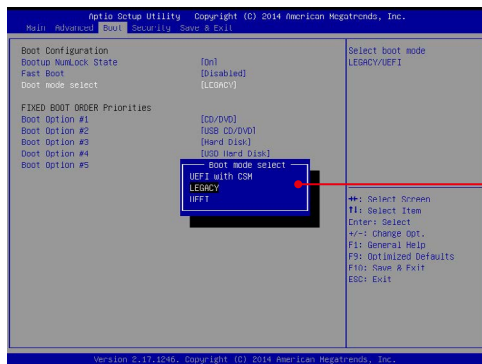 Aptio Setup Utility Copyright (C) 2014 American Megatrends, Inc.
Main Advanced Boot Security Save & Exit
Boot Configuration
Bootup NumLock State [On]
Fast Boot [Disabled]
Boot mode select [LEGACY]
FIXED BOOT ORDER Priorities
Boot Option #1 [CD/DVD]
Boot Option #2 [USB CD/DVD]
Boot Option #3 [Hard Disk]
Boot Option #4 [USB Hard Disk]
Boot Option #5
Boot mode select
UEFI with CSM
LEGACY
UEFI
Select boot mode
LEGACY/UEFI
→←: Select Screen
↑↓: Select Item
Enter: Select
+/-: Change Opt.
F1: General Help
F9: Optimized Defaults
F10: Save & Exit
ESC: Exit
Version 2.17.1246. Copyright (C) 2014 American Megatrends, Inc.